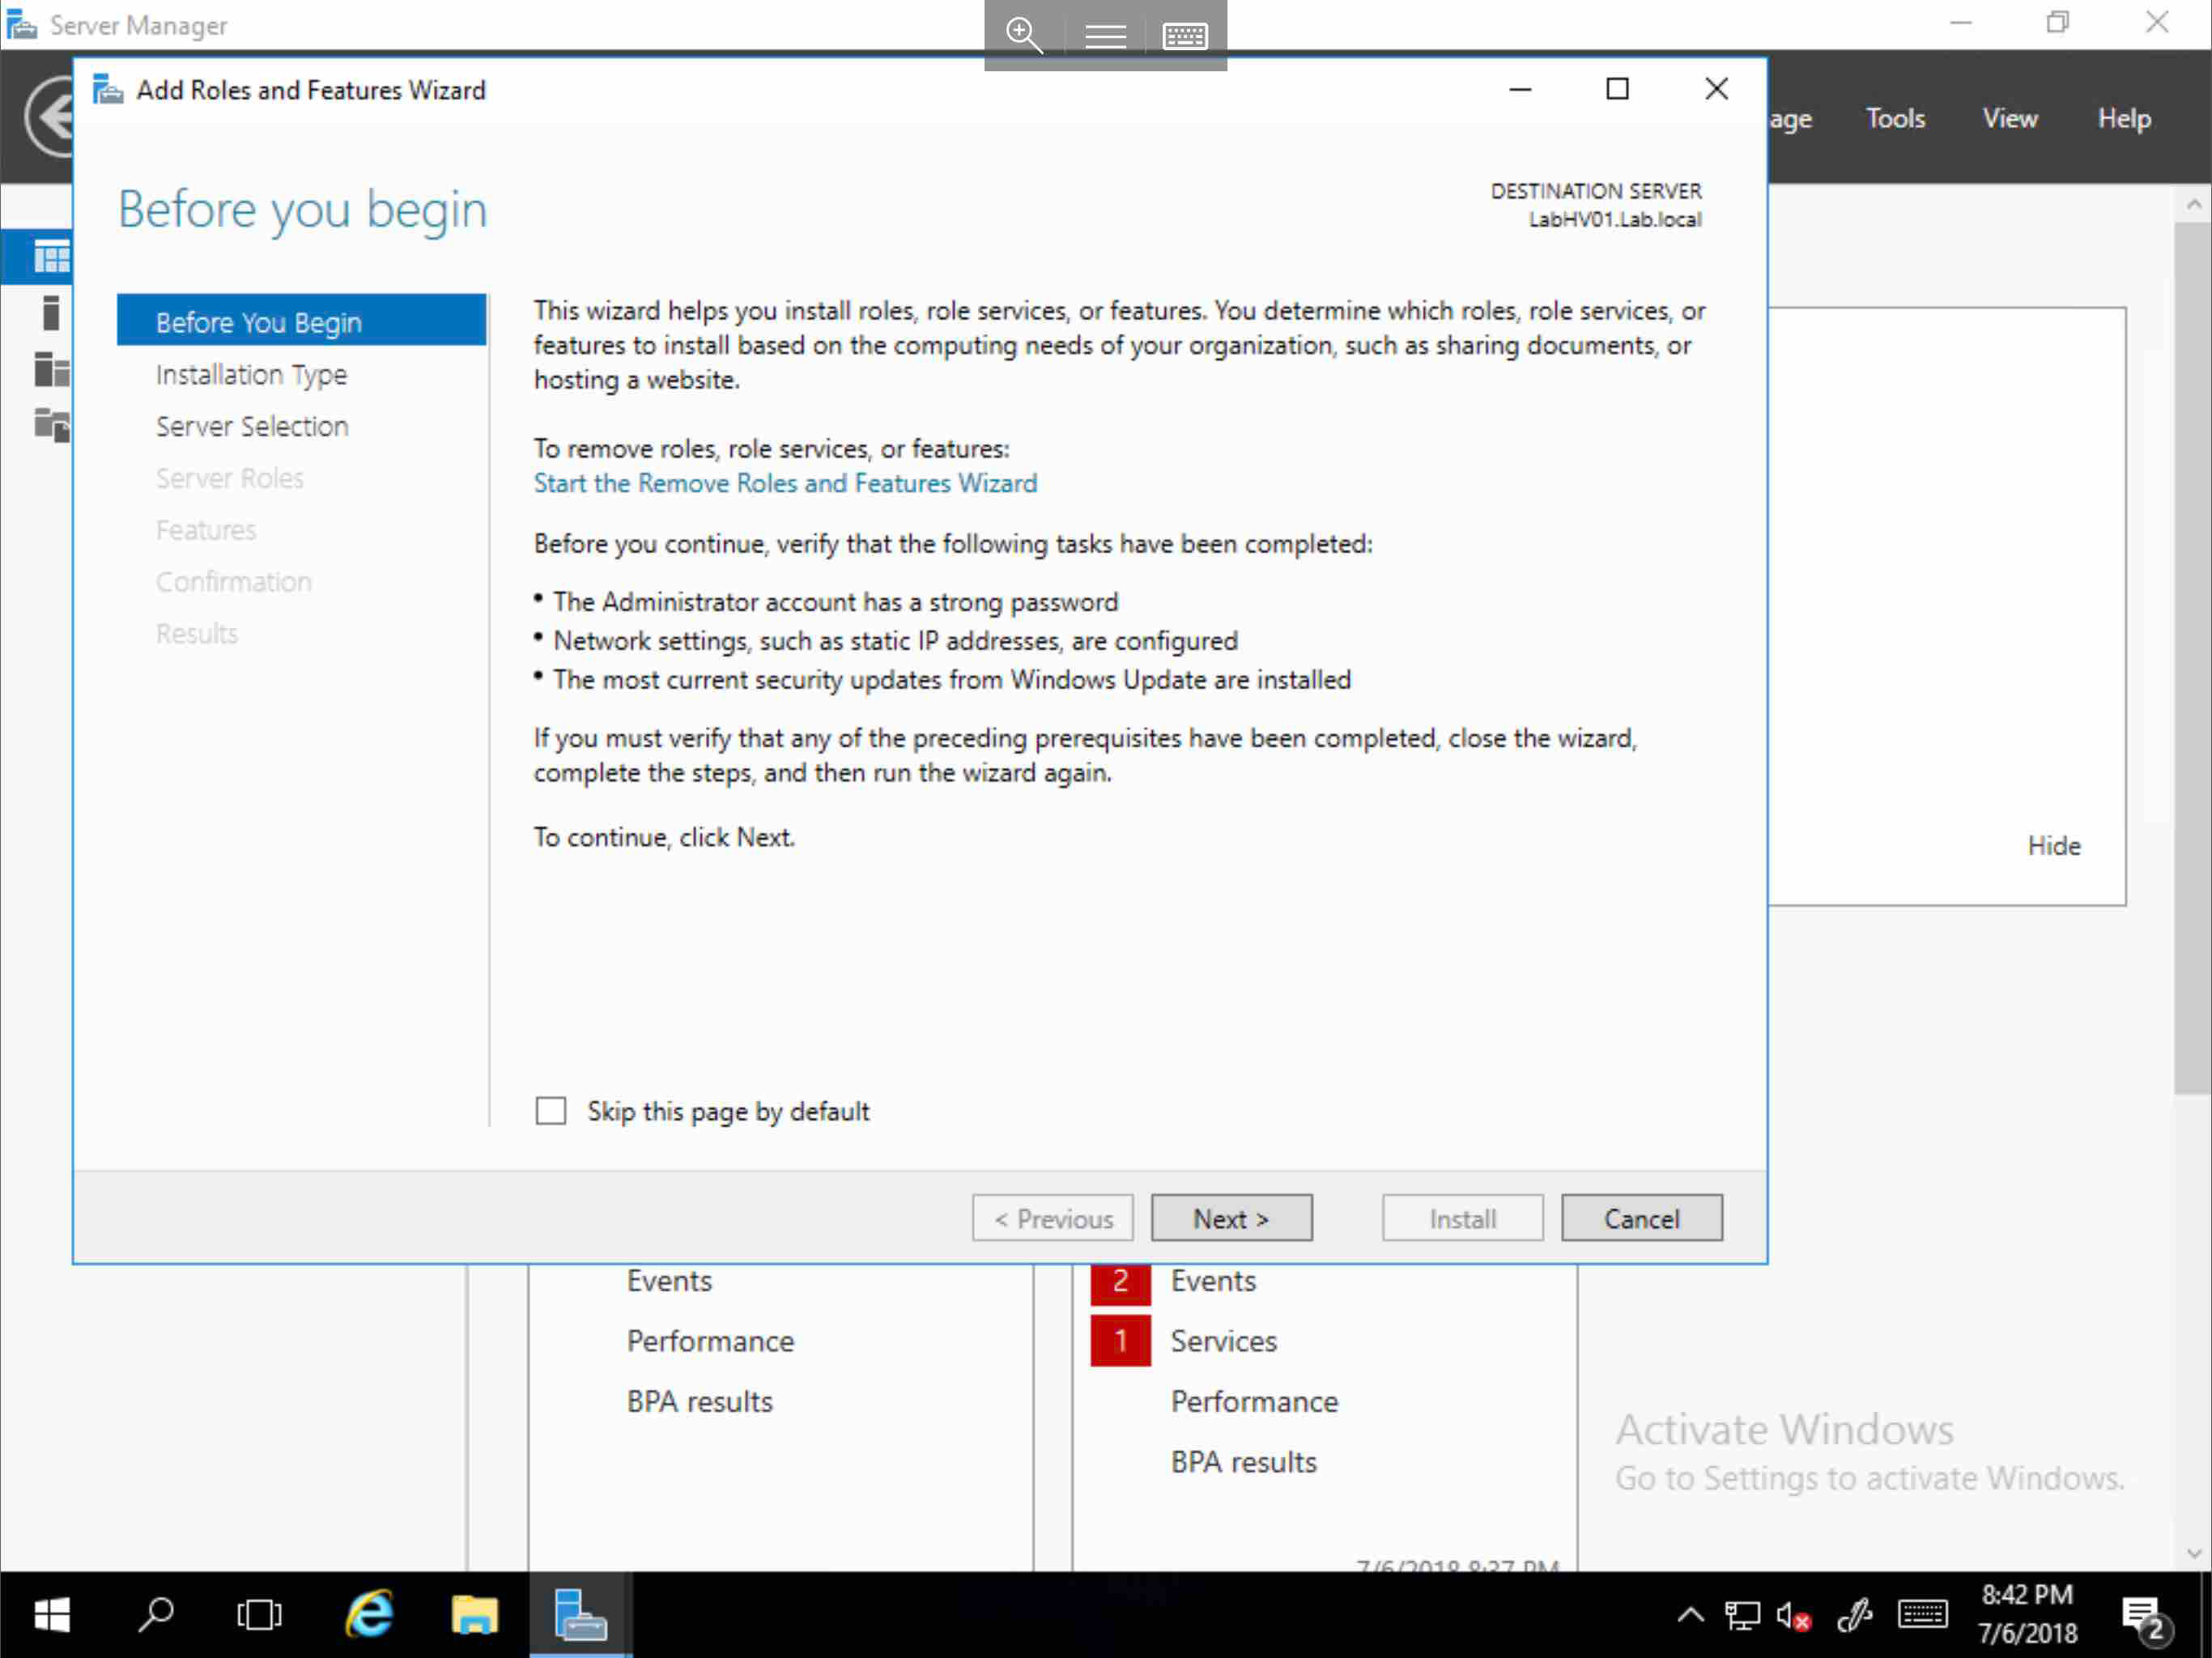 Server Manager
Add Roles and Features Wizard
age Tools View Help
Before you begin
DESTINATION SERVER
LabHV01.Lab.local
Before You Begin
Installation Type
Server Selection
Server Roles
Features
Confirmation
Results
This wizard helps you install roles, role services, or features. You determine which roles, role services, or
features to install based on the computing needs of your organization, such as sharing documents, or
hosting a website.
To remove roles, role services, or features:
Start the Remove Roles and Features Wizard
Before you continue, verify that the following tasks have been completed:
• The Administrator account has a strong password
• Network settings, such as static IP addresses, are configured
• The most current security updates from Windows Update are installed
If you must verify that any of the preceding prerequisites have been completed, close the wizard,
complete the steps, and then run the wizard again.
To continue, click Next.
Hide
Skip this page by default
< Previous Next > Install Cancel
Events
Performance
BPA results
2 Events
1 Services
Performance
BPA results
7/6/2018 8:37 PM
Activate Windows
Go to Settings to activate Windows.
8:42 PM
7/6/2018
2